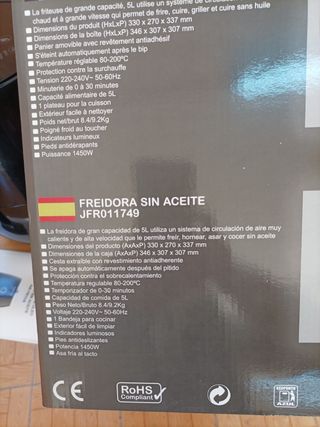 La friteuse de grande capacité, 5L utilise un système de circulation
chaud et à grande vitesse qui permet de frire, cuire, griller et cuire sans huile
Dimensions du produit (HxLxP) 330 x 270 x 337 mm
Dimensions de la boîte (HxLxP) 346 x 307 x 307 mm
Panier amovible avec revêtement antiadhésif
S'éteint automatiquement après le bip
Température réglable 80-200ºC
Protection contre la surchauffe
Tension 220-240V~ 50-60Hz
Minuterie de 0 à 30 minutes
Capacité alimentaire de 5L
1 plateau pour la cuisson
Extérieur facile à nettoyer
Poids net/brut 8.4/9.2Kg
Poigné froid au toucher
Indicateurs lumineux
Pieds antidérapants
Puissance 1450W
FREIDORA SIN ACEITE
JFR011749
La freidora de gran capacidad de 5L utiliza un sistema de circulación de aire muy
caliente y de alta velocidad que le permite freír, hornear, asar y cocer sin aceite
Dimensiones del producto (AxAxP) 330 x 270 x 337 mm
Dimensiones de la caja (AxAxP) 346 x 307 x 307 mm
Cesta extraíble con revestimiento antiadherente
Se apaga automáticamente después del pitido
Protección contra el sobrecalentamiento
Temperatura regulable 80-200ºC
Temporizador de 0-30 minutos
Capacidad de comida de 5L
Peso Neto/Bruto 8.4/9.2Kg
Voltaje 220-240V~ 50-60Hz
1 Bandeja para cocinar
Exterior fácil de limpiar
Indicadores luminosos
Pies antideslizantes
Potencia 1450W
Asa fría al tacto
CE
RoHS
Compliant
RESPONTO
AZUL